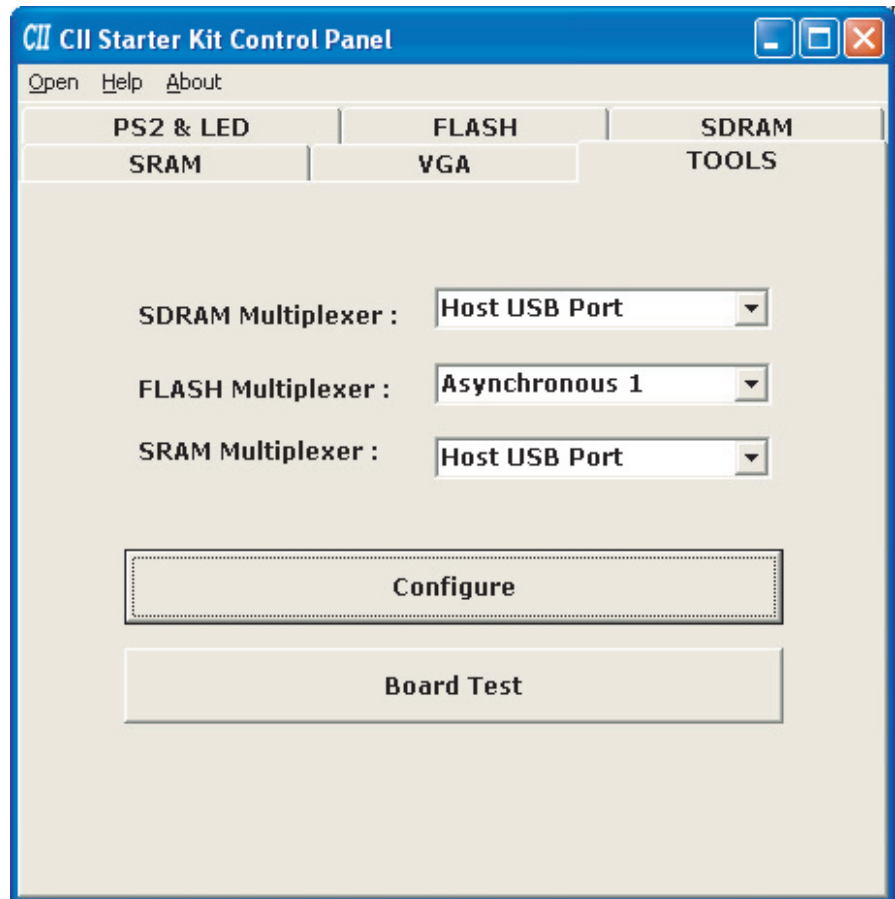 CII CII Starter Kit Control Panel
Open Help About
PS2 & LED FLASH SDRAM
SRAM VGA TOOLS
SDRAM Multiplexer : Host USB Port
FLASH Multiplexer : Asynchronous 1
SRAM Multiplexer : Host USB Port
Configure
Board Test